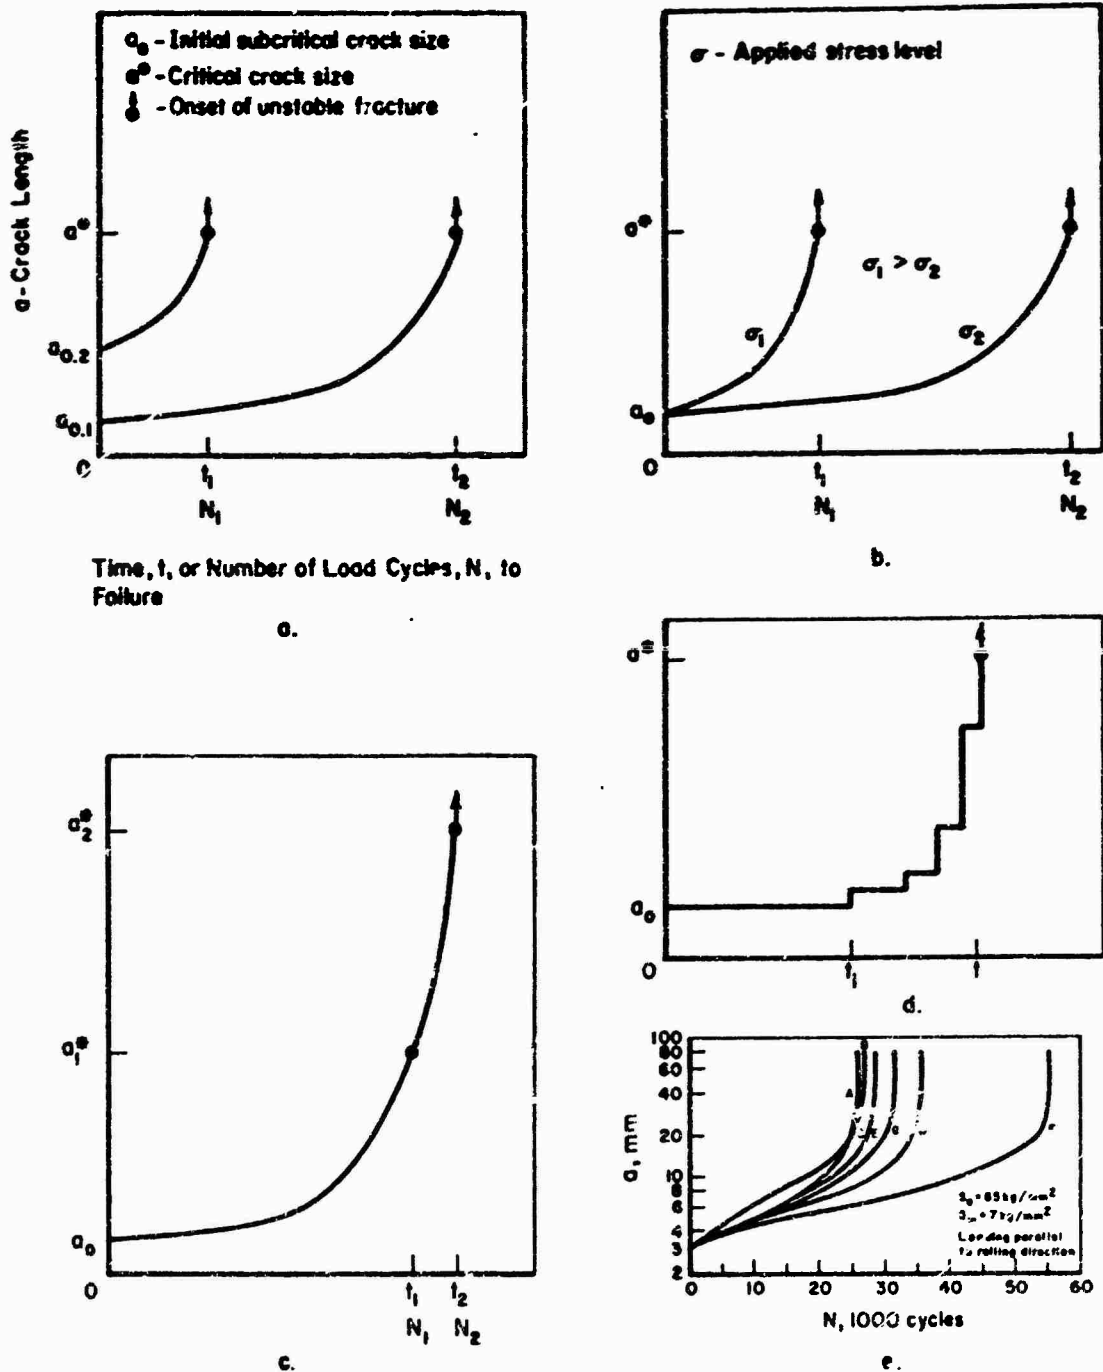 a₀ - Initial subcritical crack size
a* - Critical crack size
- Onset of unstable fracture
a - Crack Length
a*
a₀.₂
a₀.₁
0
t₁
t₂
N₁
N₂
Time, t, or Number of Load Cycles, N, to
Failure
a.
σ - Applied stress level
a*
σ₁ > σ₂
σ₁
σ₂
a₀
0
t₁
t₂
N₁
N₂
b.
a₂*
a₁*
a₀
0
t₁
t₂
N₁
N₂
c.
a*
a₀
0
t₁
t
d.
a, mm
100
80
60
40
20
10
8
6
4
3
2
A
0
20
30
40
50
60
Loading parallel
to rolling direction
N, 1000 cycles
e.